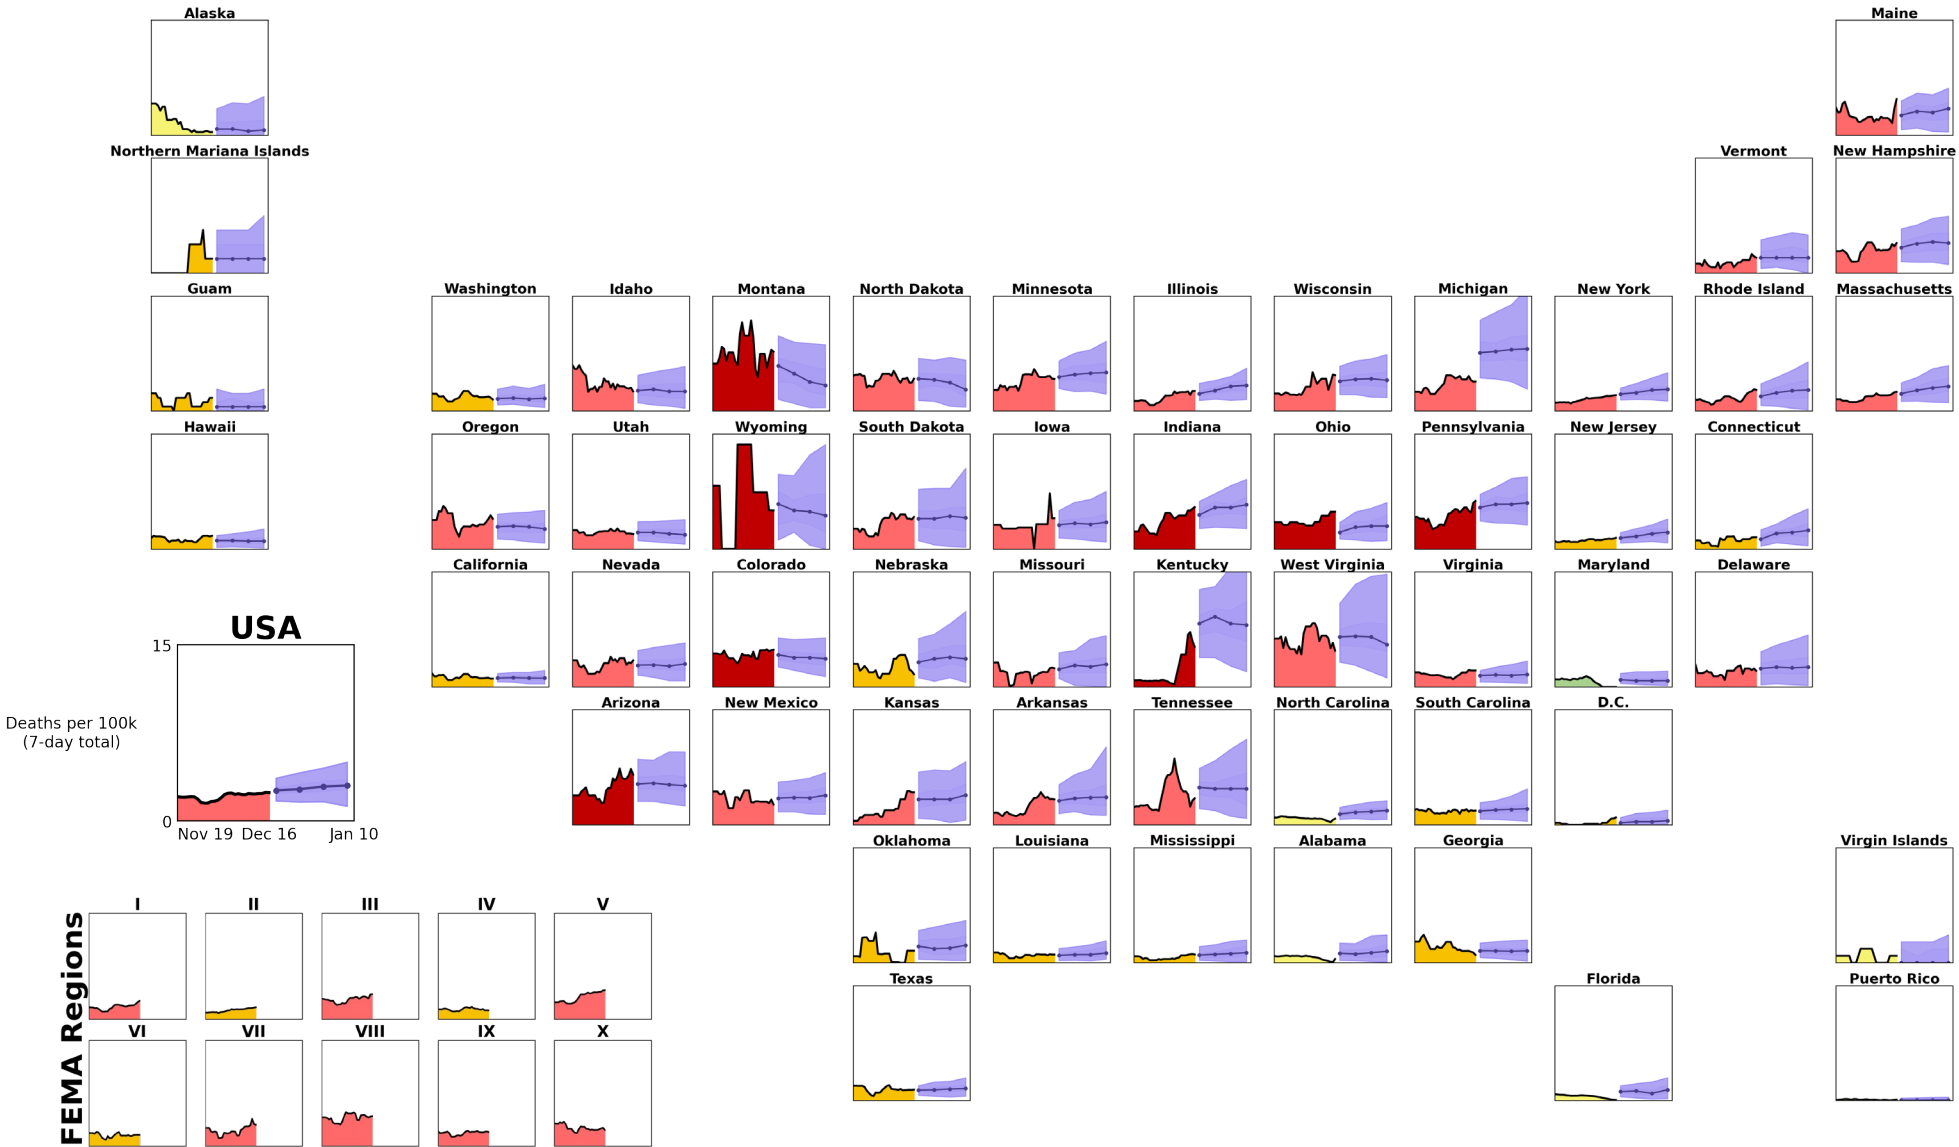 Alaska
Maine
Northern Mariana Islands
Vermont
New Hampshire
Guam
Washington
Idaho
Montana
North Dakota
Minnesota
Illinois
Wisconsin
Michigan
New York
Rhode Island
Massachusetts
Hawaii
Oregon
Utah
Wyoming
South Dakota
Iowa
Indiana
Ohio
Pennsylvania
New Jersey
Connecticut
California
Nevada
Colorado
Nebraska
Missouri
Kentucky
West Virginia
Virginia
Maryland
Delaware
USA
15
Deaths per 100k
(7-day total)
0
Nov 19
Dec 16
Jan 10
Arizona
New Mexico
Kansas
Arkansas
Tennessee
North Carolina
South Carolina
D.C.
Oklahoma
Louisiana
Mississippi
Alabama
Georgia
Virgin Islands
Texas
Florida
Puerto Rico
FEMA Regions
I
II
III
IV
V
VI
VII
VIII
IX
X